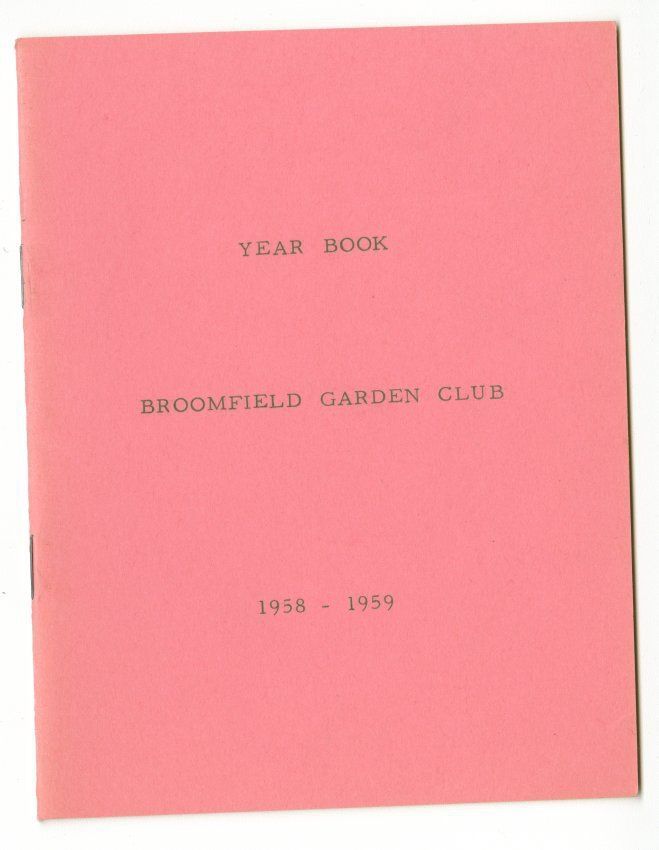 YEAR BOOK
BROOMFIELD GARDEN CLUB
1958 - 1959